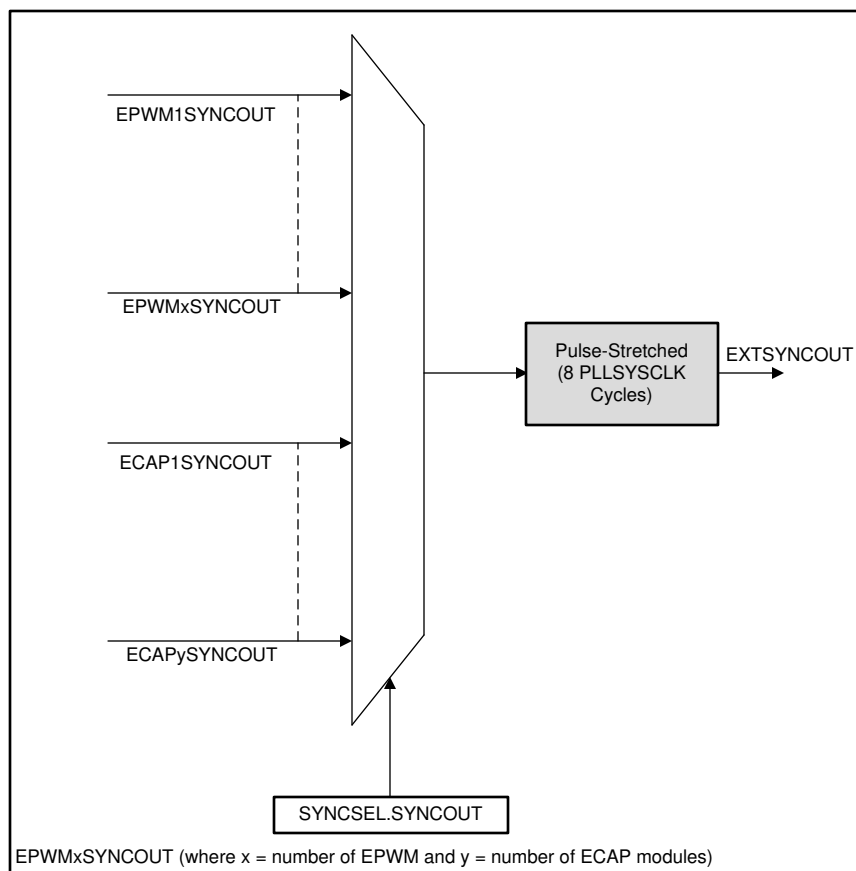 EPWM1SYNCOUT
EPWMxSYNCOUT
Pulse-Stretched
(8 PLLSYSCLK
Cycles)
EXTSYNCOUT
ECAP1SYNCOUT
ECAPySYNCOUT
SYNCSEL.SYNCOUT
EPWMxSYNCOUT (where x = number of EPWM and y = number of ECAP modules)